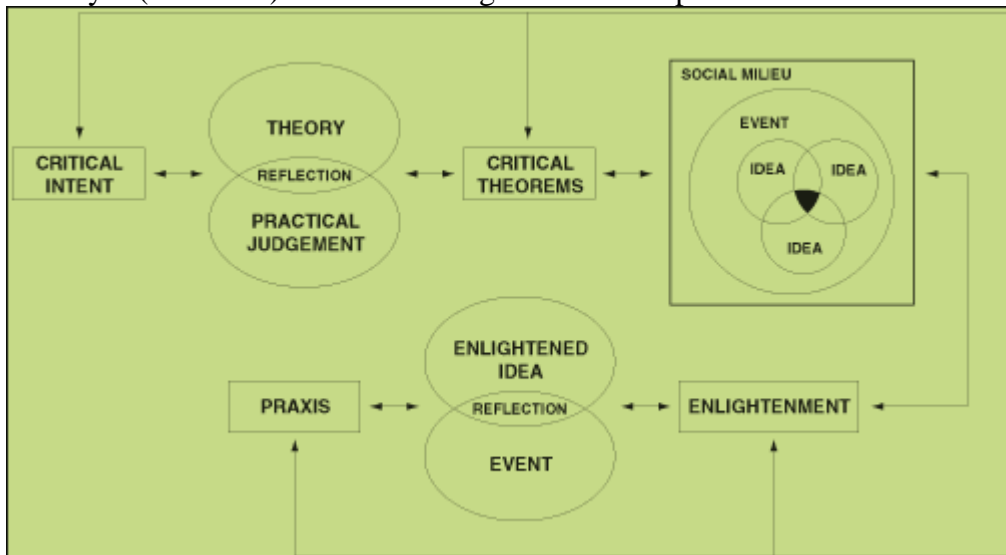 SOCIAL MILIEU
THEORY
EVENT
CRITICAL
INTENT
REFLECTION
CRITICAL
THEOREMS
IDEA
IDEA
PRACTICAL
JUDGEMENT
IDEA
ENLIGHTENED
IDEA
PRAXIS
REFLECTION
ENLIGHTENMENT
EVENT